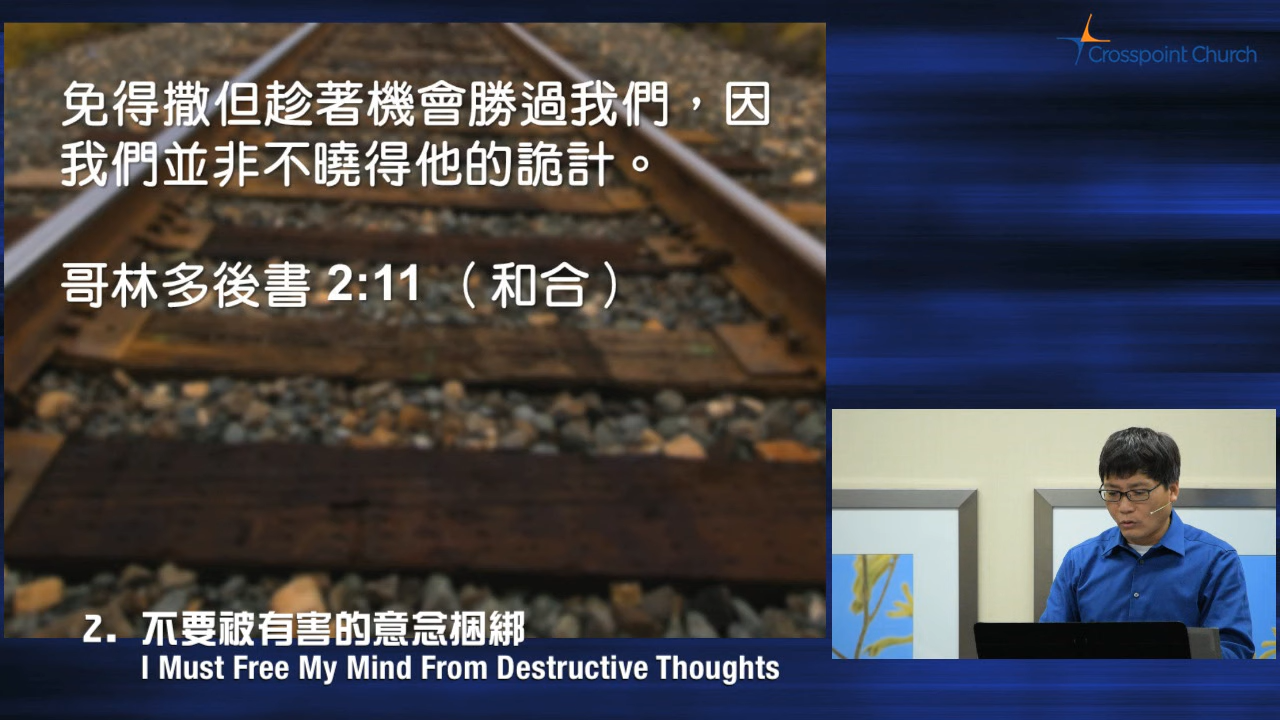 Crosspoint Church
免得撒但趁著機會勝過我們，因
我們並非不曉得他的詭計。
哥林多後書 2:11 （和合）
2. 不要被有害的意念捆綁
I Must Free My Mind From Destructive Thoughts